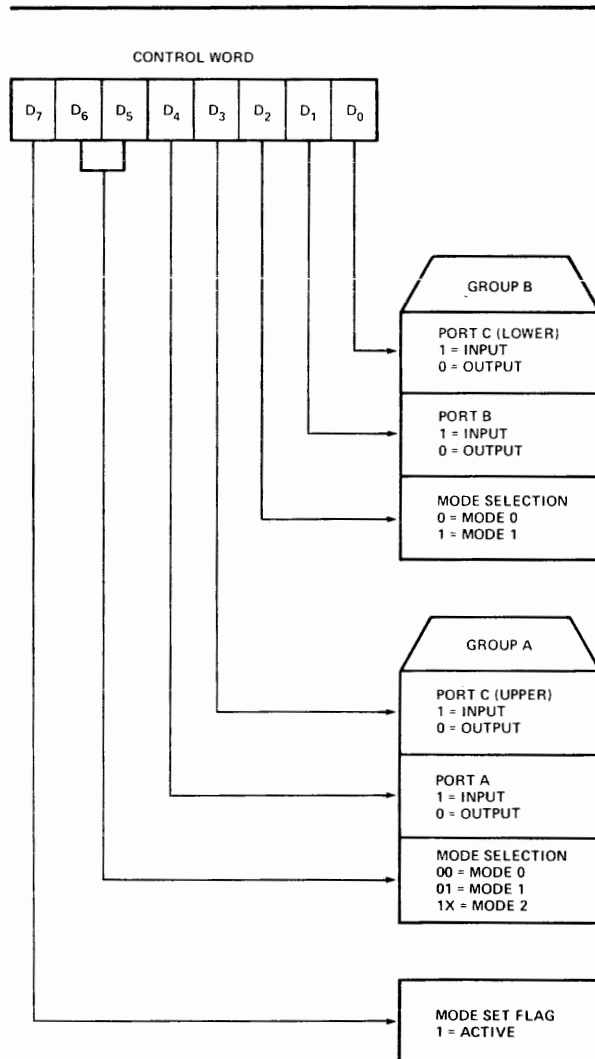 CONTROL WORD
D7 D6 D5 D4 D3 D2 D1 D0
GROUP B
PORT C (LOWER)
1 = INPUT
0 = OUTPUT
PORT B
1 = INPUT
0 = OUTPUT
MODE SELECTION
0 = MODE 0
1 = MODE 1
GROUP A
PORT C (UPPER)
1 = INPUT
0 = OUTPUT
PORT A
1 = INPUT
0 = OUTPUT
MODE SELECTION
00 = MODE 0
01 = MODE 1
1X = MODE 2
MODE SET FLAG
1 = ACTIVE